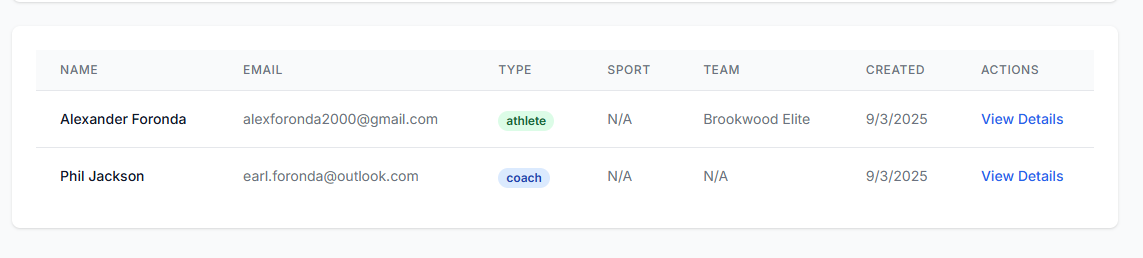 NAME EMAIL TYPE SPORT TEAM CREATED ACTIONS
Alexander Foronda alexforonda2000@gmail.com athlete N/A Brookwood Elite 9/3/2025 View Details
Phil Jackson earl.foronda@outlook.com coach N/A N/A 9/3/2025 View Details